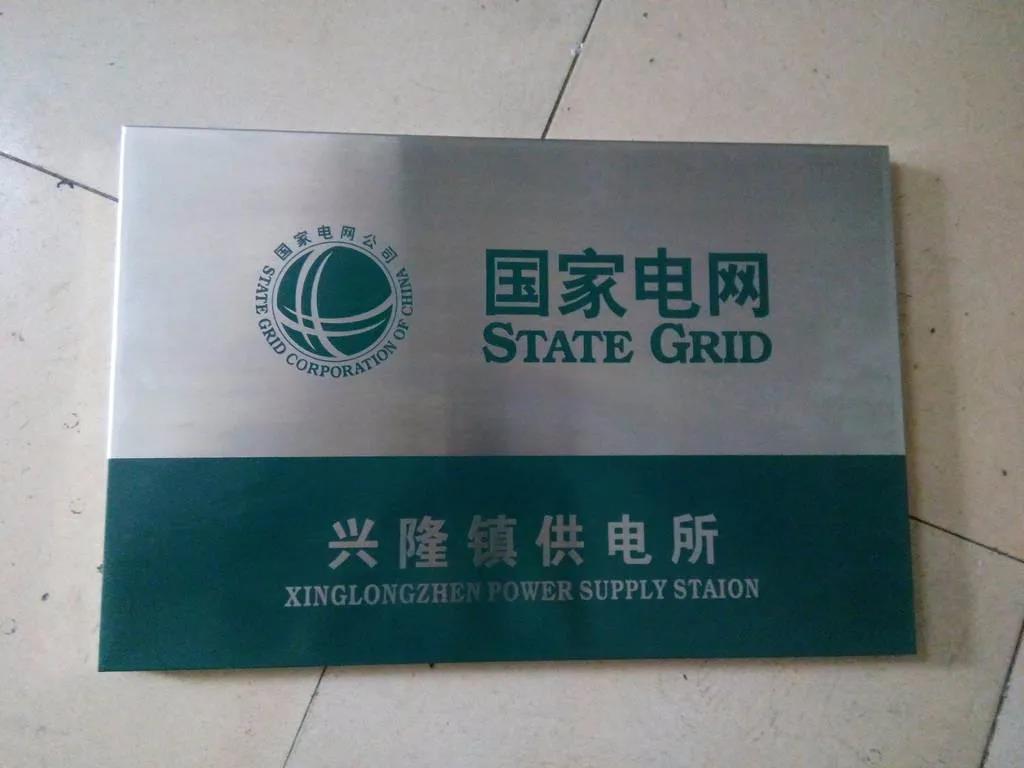 国家电网公司
STATE GRID CORPORATION OF CHINA
国家电网
STATE GRID
兴隆镇供电所
XINGLONGZHEN POWER SUPPLY STAION